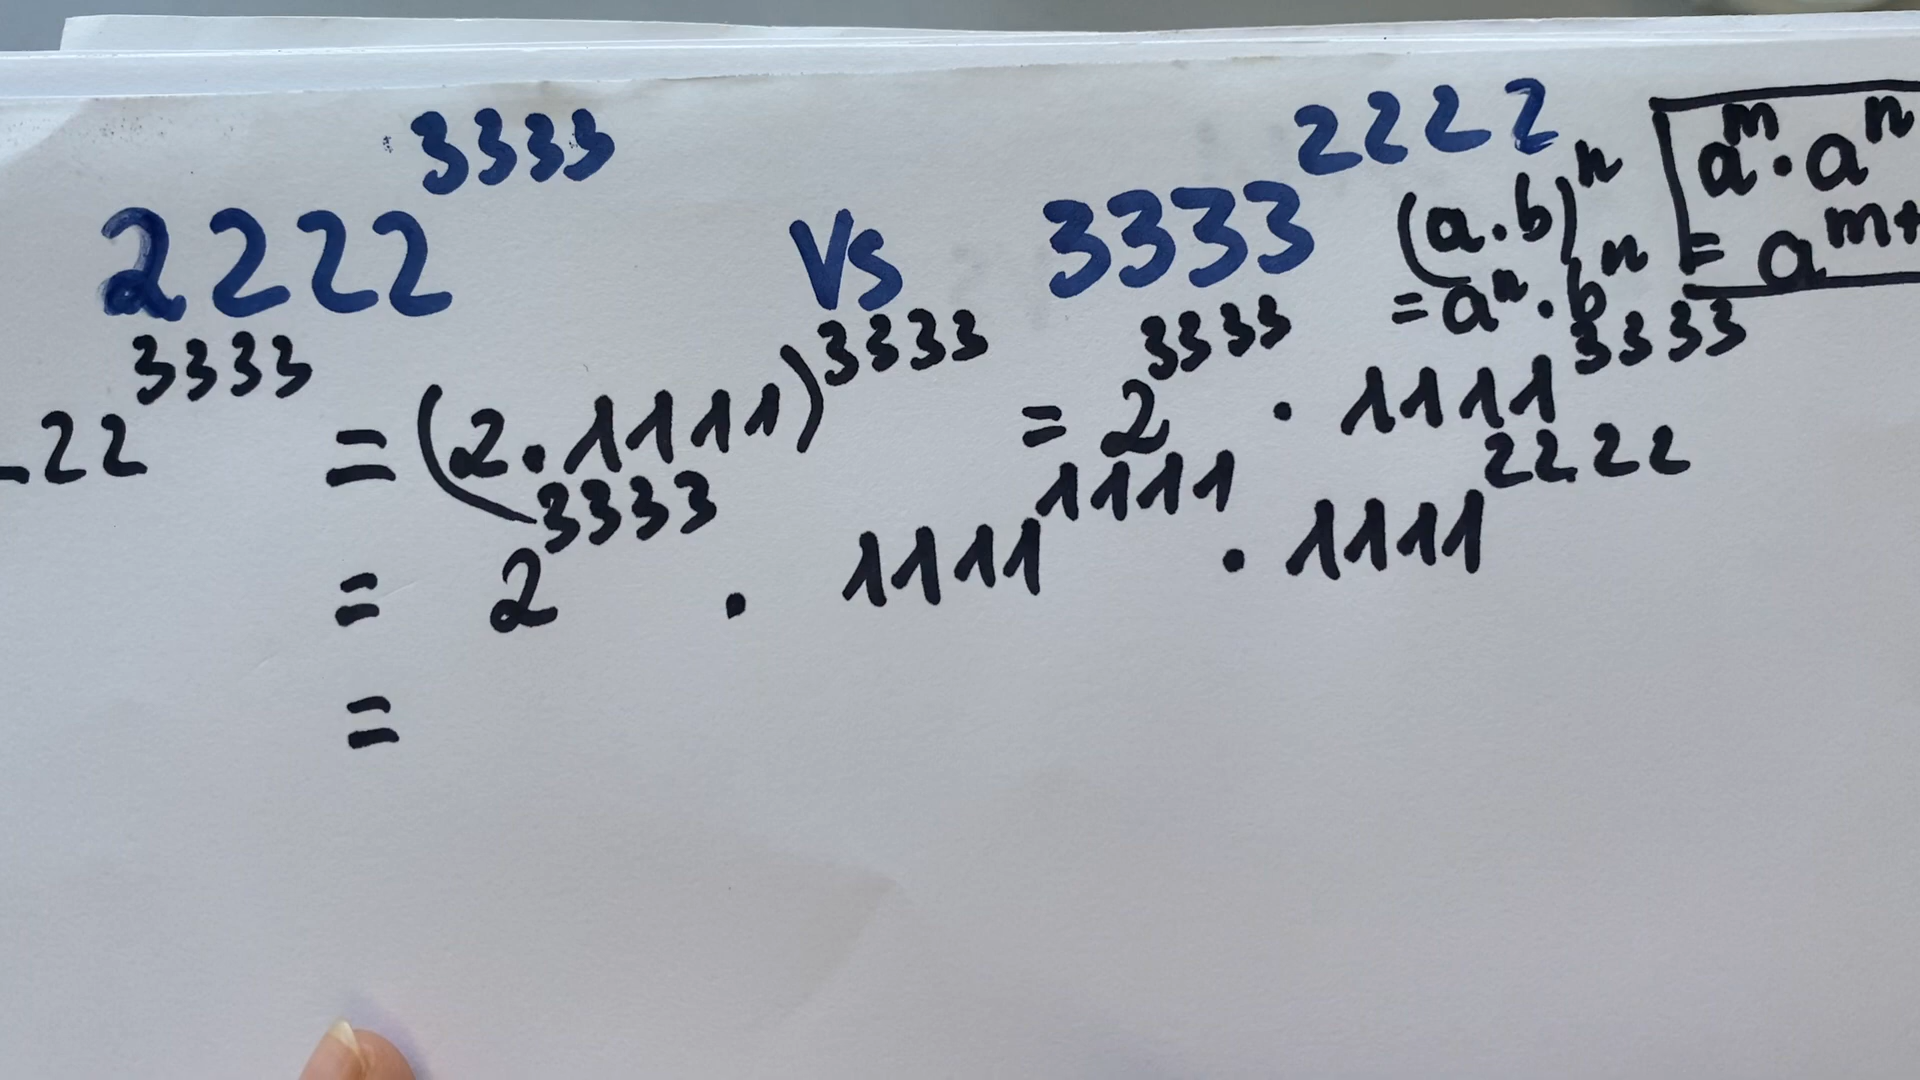 2222^3333 Vs 3333^2222
(a.b)^n
= a^n . b^n
a^m . a^n
= a^m+
22^3333 = (2.1111)^3333 = 2^3333 . 1111^3333
= 2^3333 . 1111^1111 . 1111^2222
=